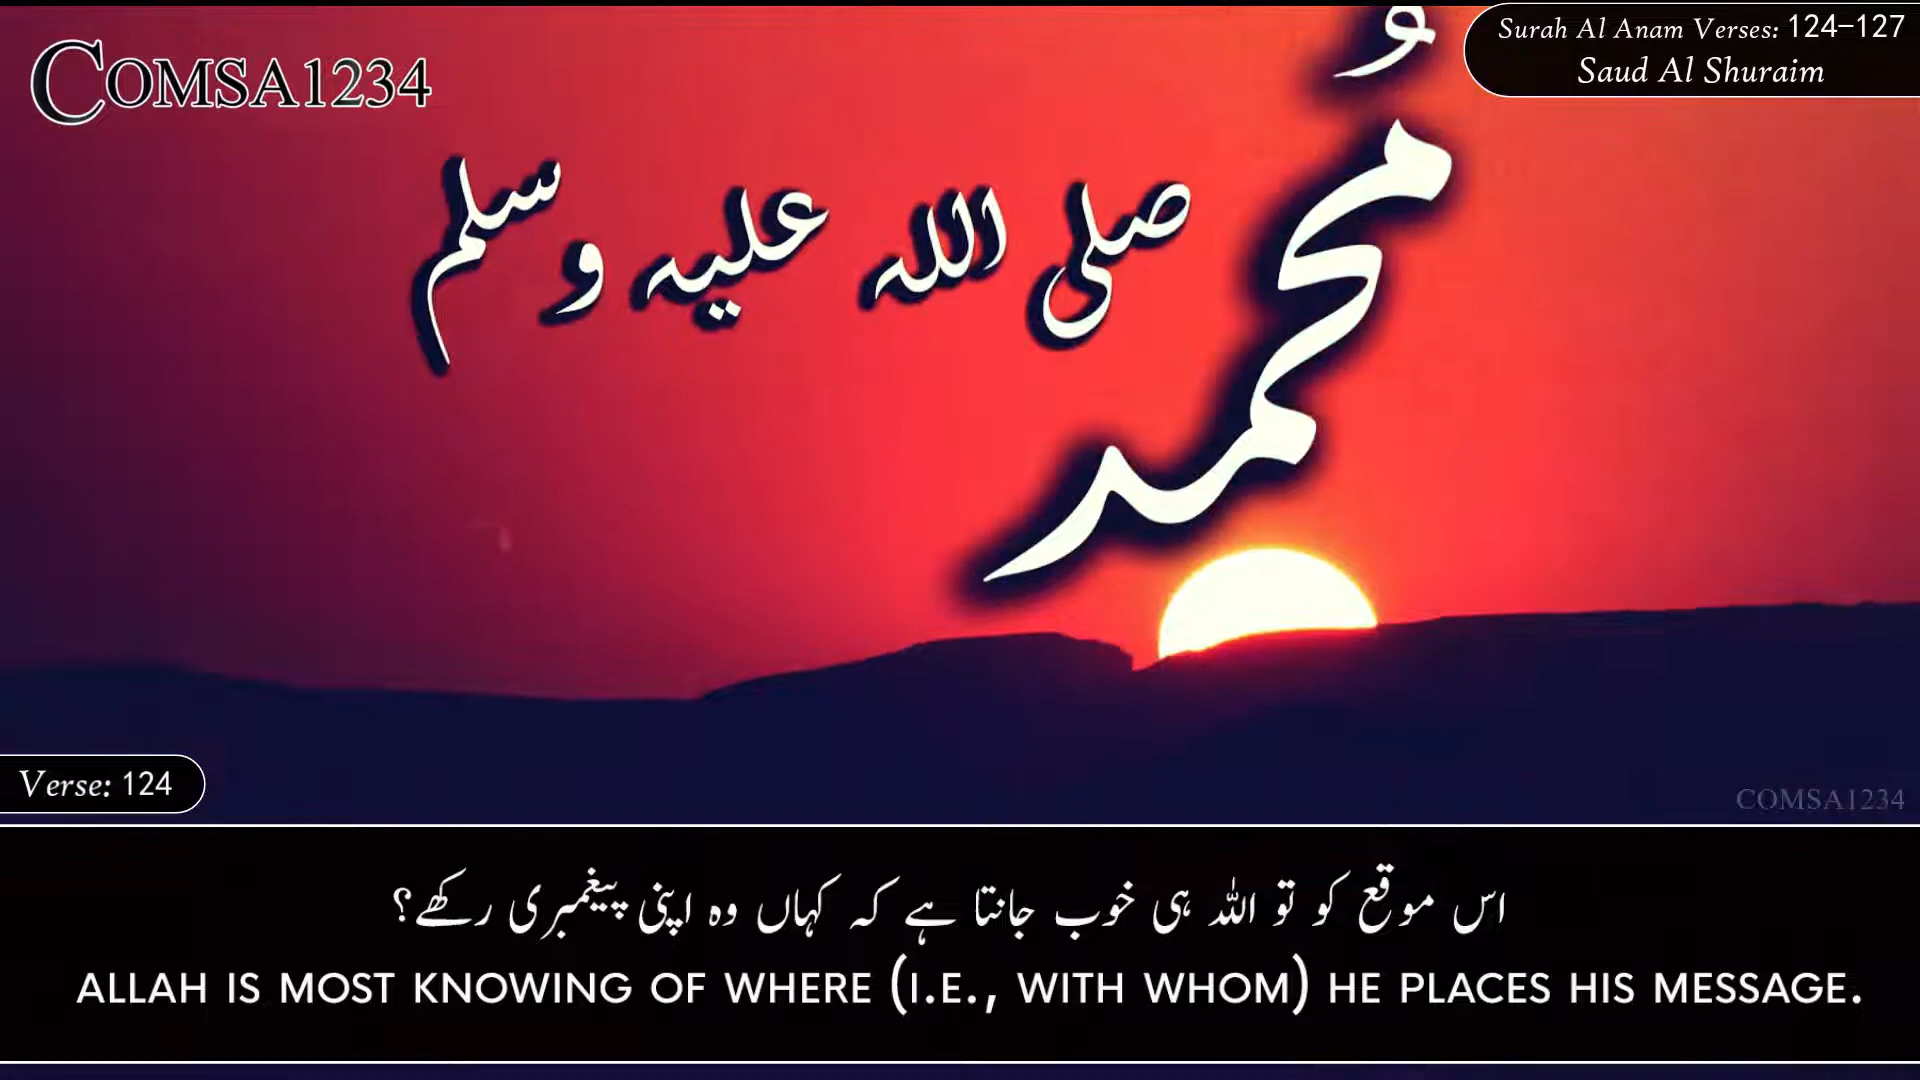 COMSA1234
Surah Al Anam Verses: 124-127
Saud Al Shuraim
مُحمد
صلی اللہ علیہ وسلم
Verse: 124
COMSA1234
اس موقع کو تو اللہ ہی خوب جانتا ہے کہ کہاں وہ اپنی پیغمبری رکھے؟
ALLAH IS MOST KNOWING OF WHERE (I.E., WITH WHOM) HE PLACES HIS MESSAGE.